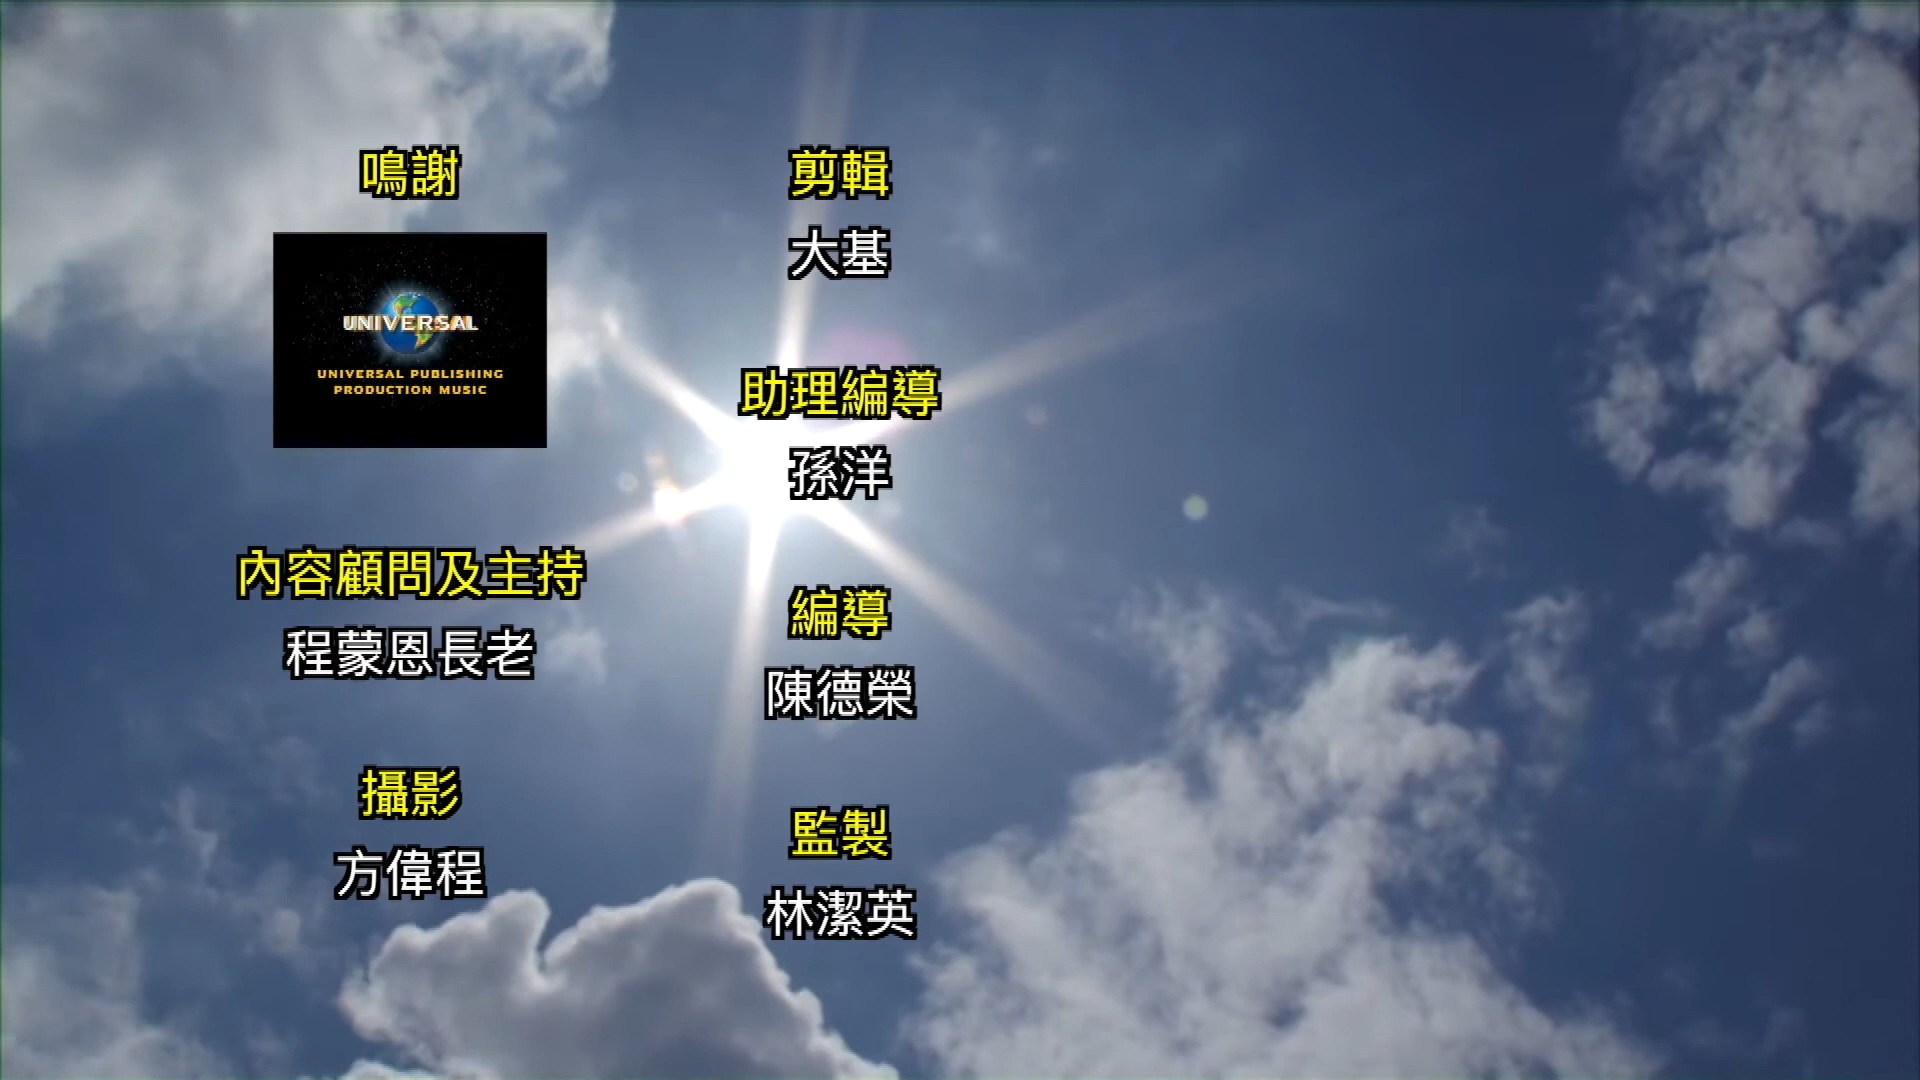 鳴謝
UNIVERSAL
UNIVERSAL PUBLISHING
PRODUCTION MUSIC
內容顧問及主持
程蒙恩長老
攝影
方偉程
剪輯
大基
助理編導
孫洋
編導
陳德榮
監製
林潔英